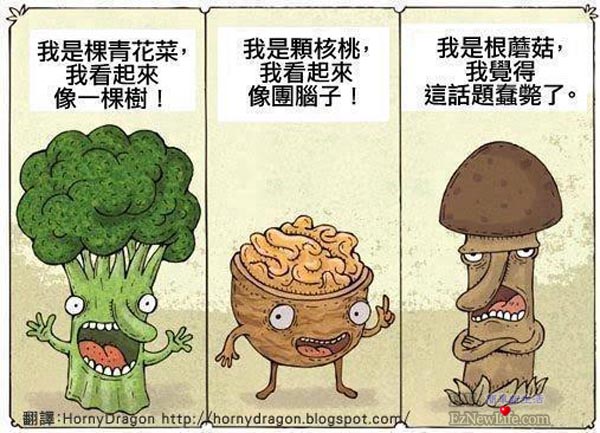 我是棵青花菜，
我看起來
像一棵樹！
我是顆核桃，
我看起來
像團腦子！
我是根蘑菇，
我覺得
這話題蠢斃了。
翻譯：HornyDragon http://hornydragon.blogspot.com/
EzNewLife.com